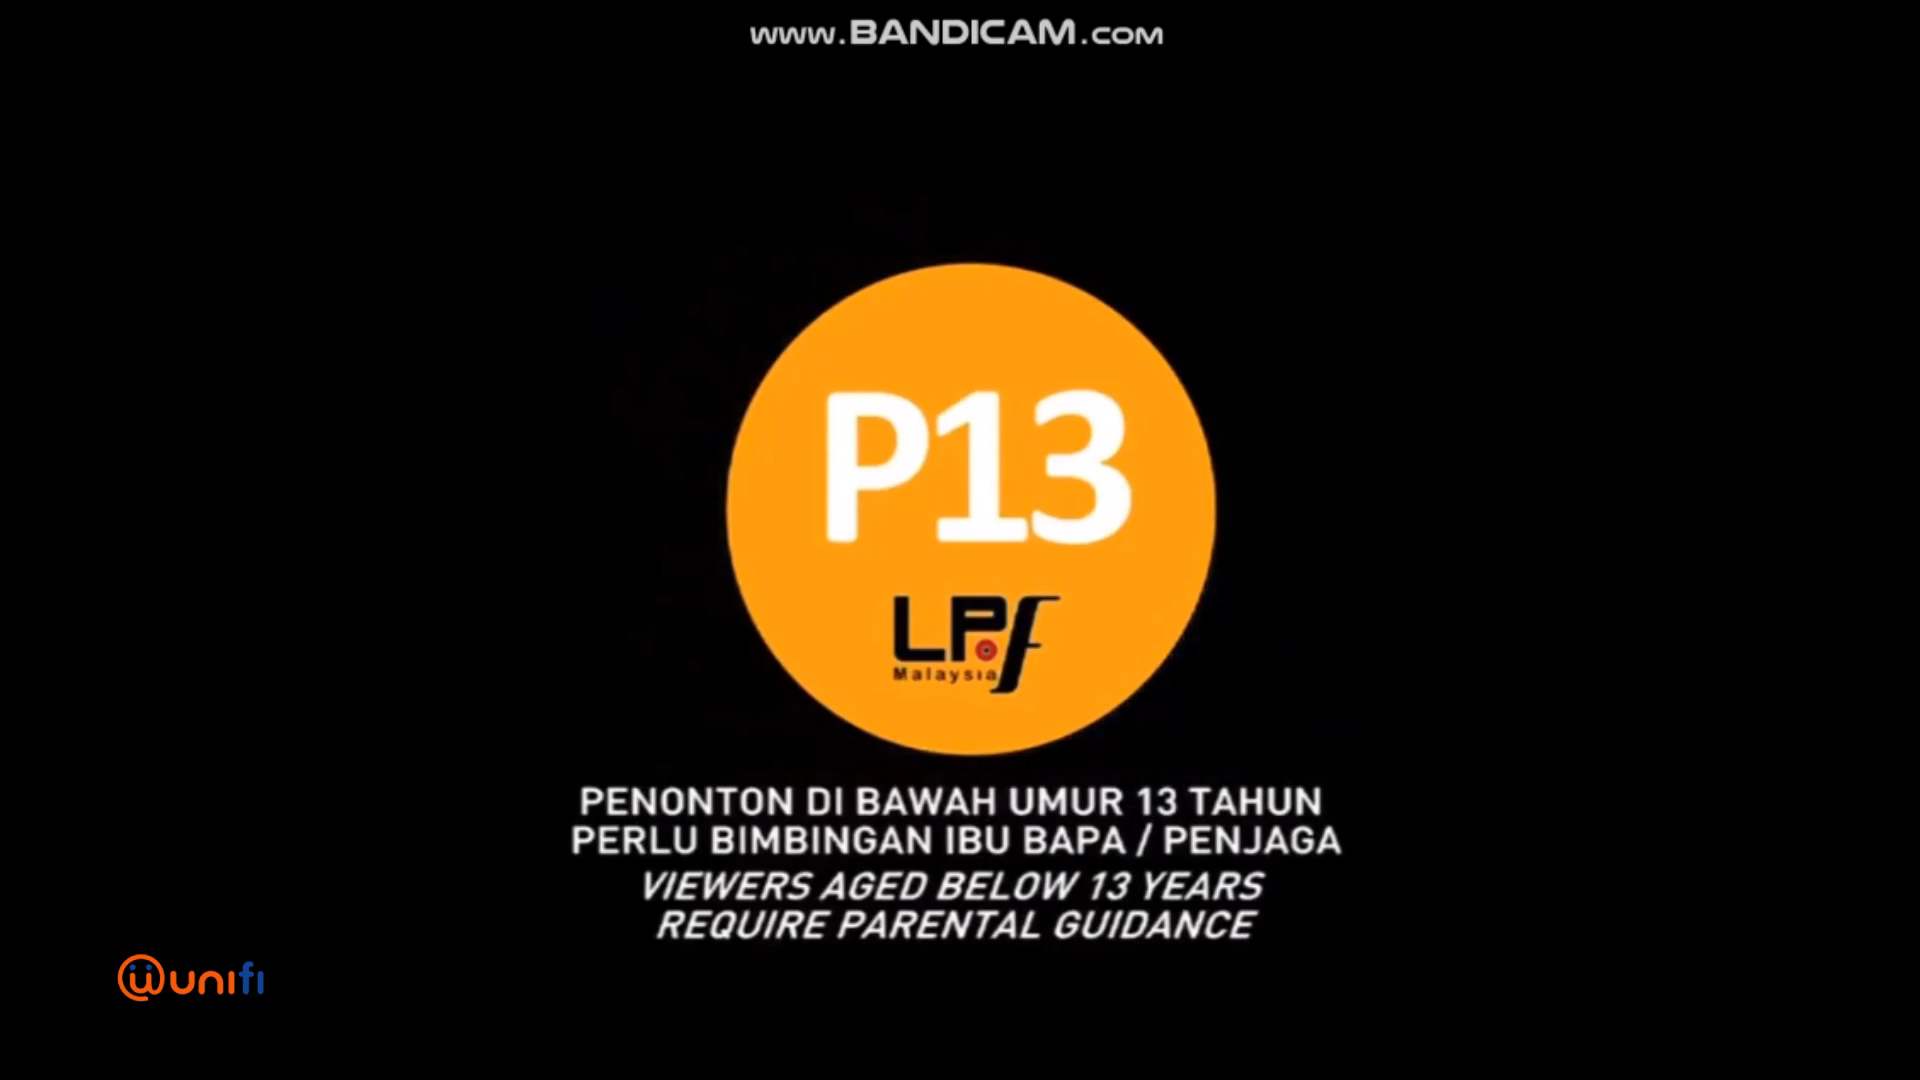 www.BANDICAM.com
P13
LPf
Malaysia
PENONTON DI BAWAH UMUR 13 TAHUN
PERLU BIMBINGAN IBU BAPA / PENJAGA
VIEWERS AGED BELOW 13 YEARS
REQUIRE PARENTAL GUIDANCE
unifi